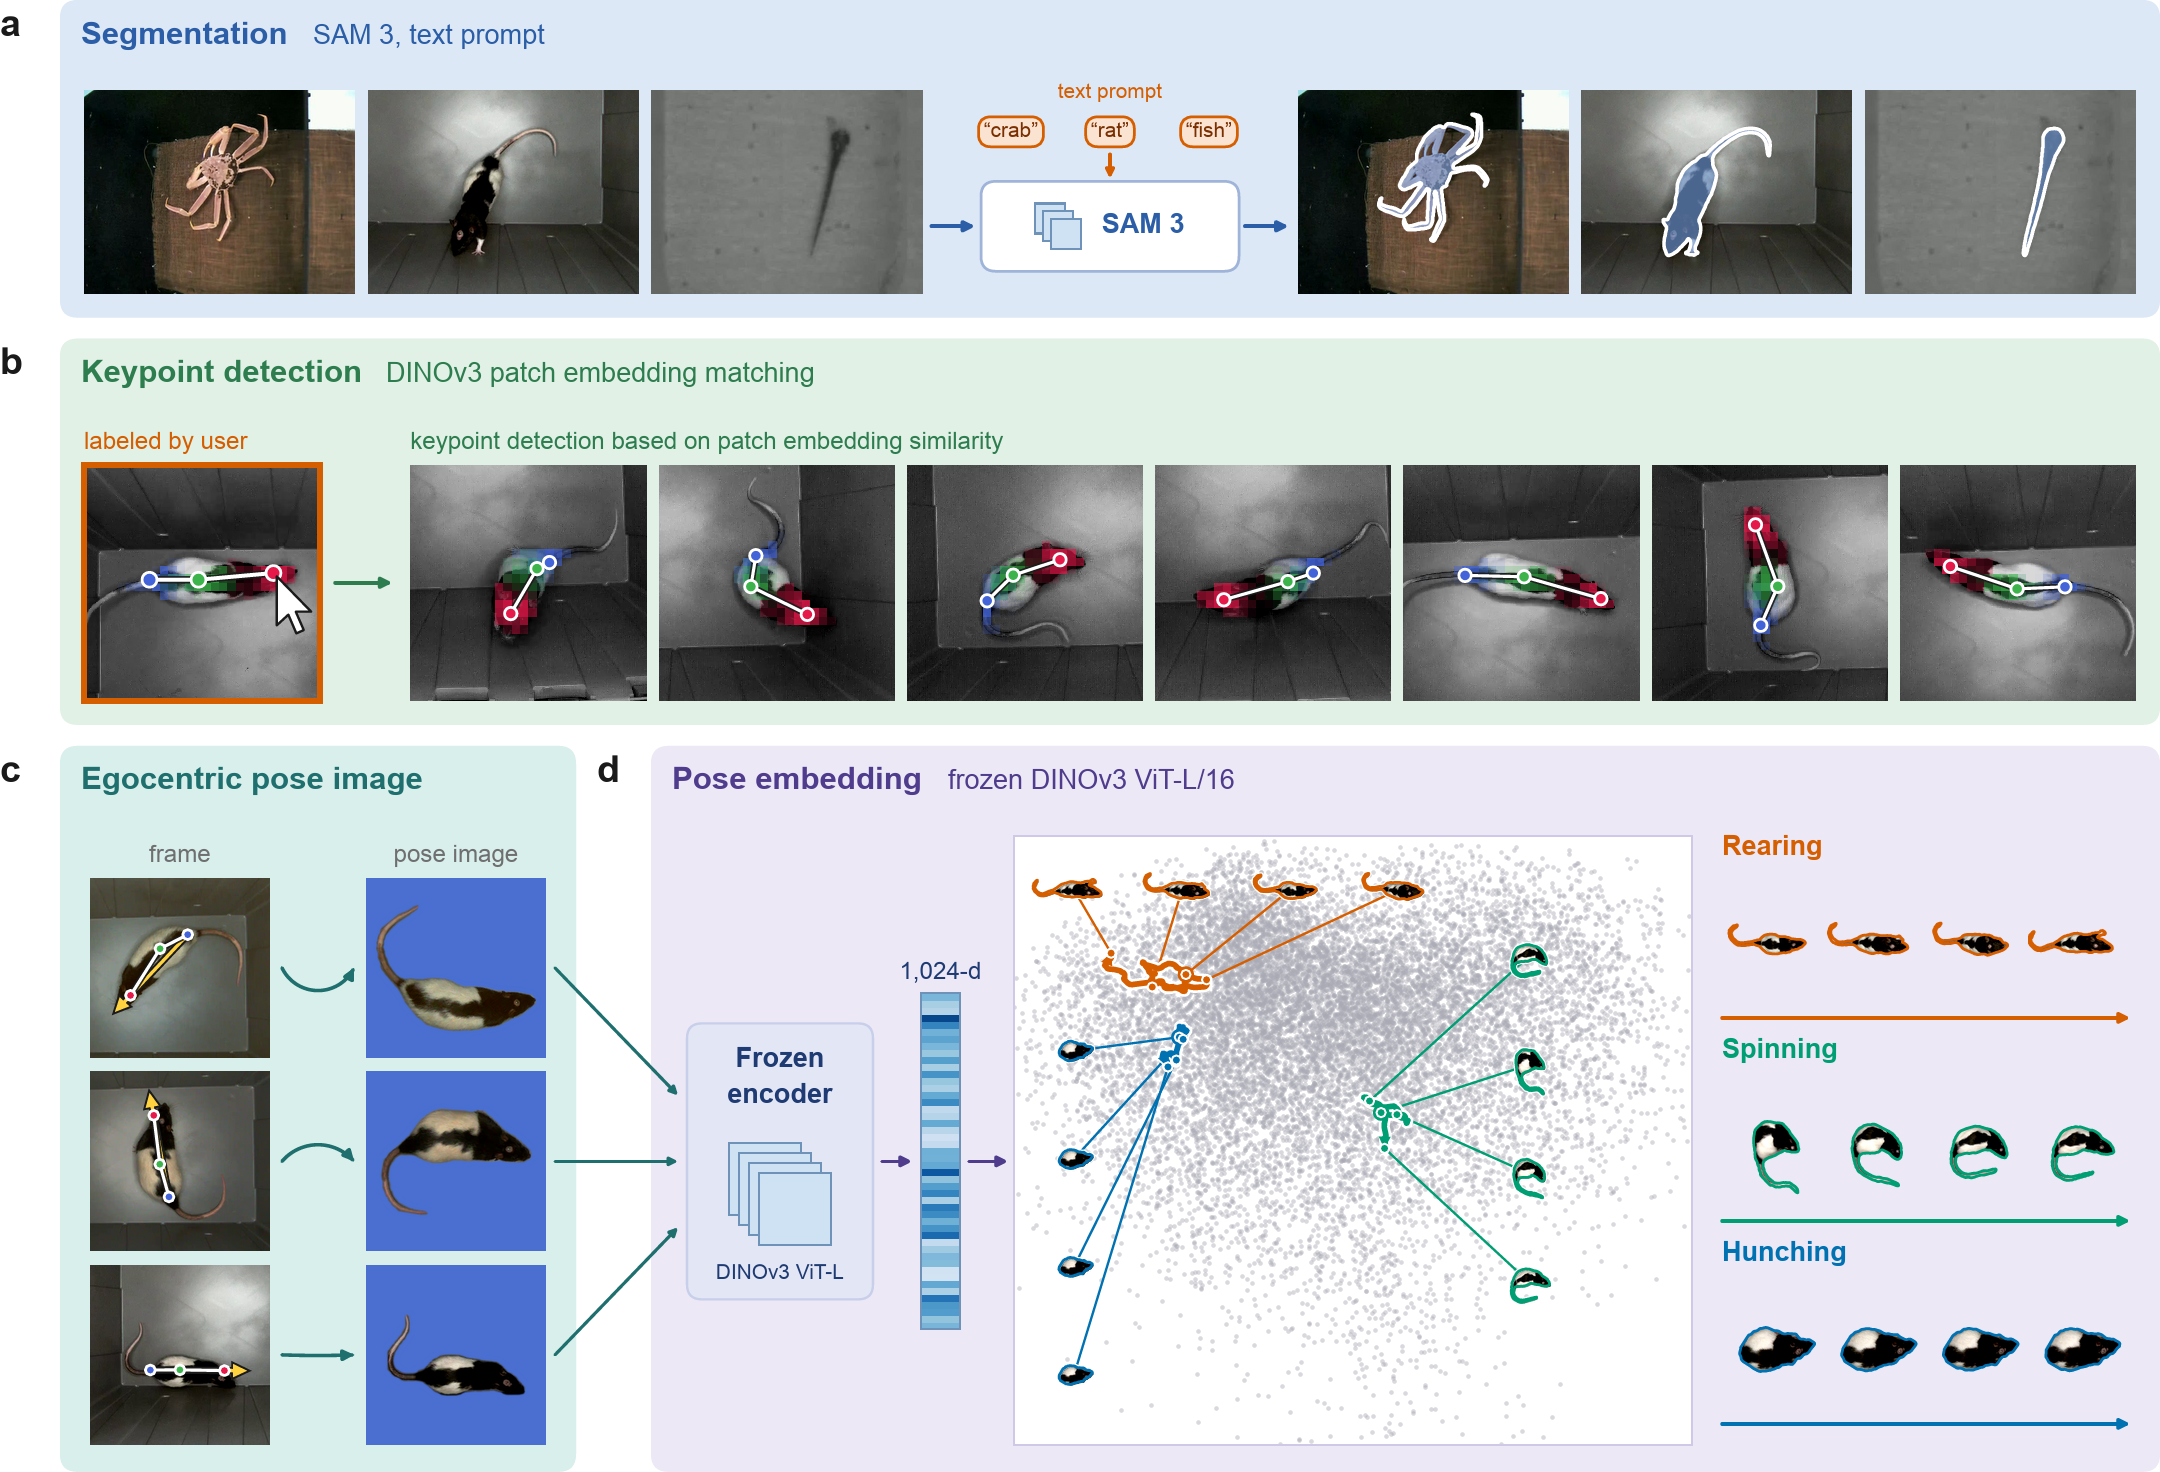 a
Segmentation SAM 3, text prompt
text prompt
“crab” “rat” “fish”
SAM 3
b
Keypoint detection DINOv3 patch embedding matching
labeled by user
keypoint detection based on patch embedding similarity
c
Egocentric pose image
frame pose image
d
Pose embedding frozen DINOv3 ViT-L/16
Frozen
encoder
DINOv3 ViT-L
1,024-d
Rearing
Spinning
Hunching